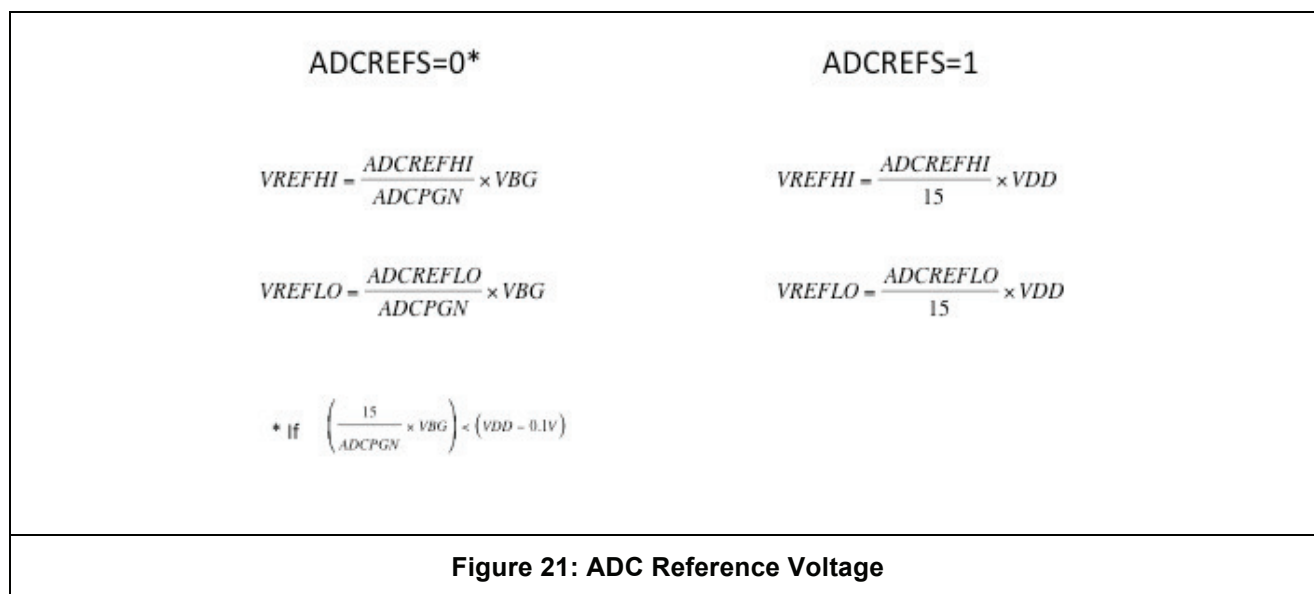 ADCREFS=0* ADCREFS=1
VREFHI = ADCREFHI / ADCPGN × VBG VREFHI = ADCREFHI / 15 × VDD
VREFLO = ADCREFLO / ADCPGN × VBG VREFLO = ADCREFLO / 15 × VDD
* If (15 / ADCPGN × VBG) < (VDD − 0.1V)
Figure 21: ADC Reference Voltage